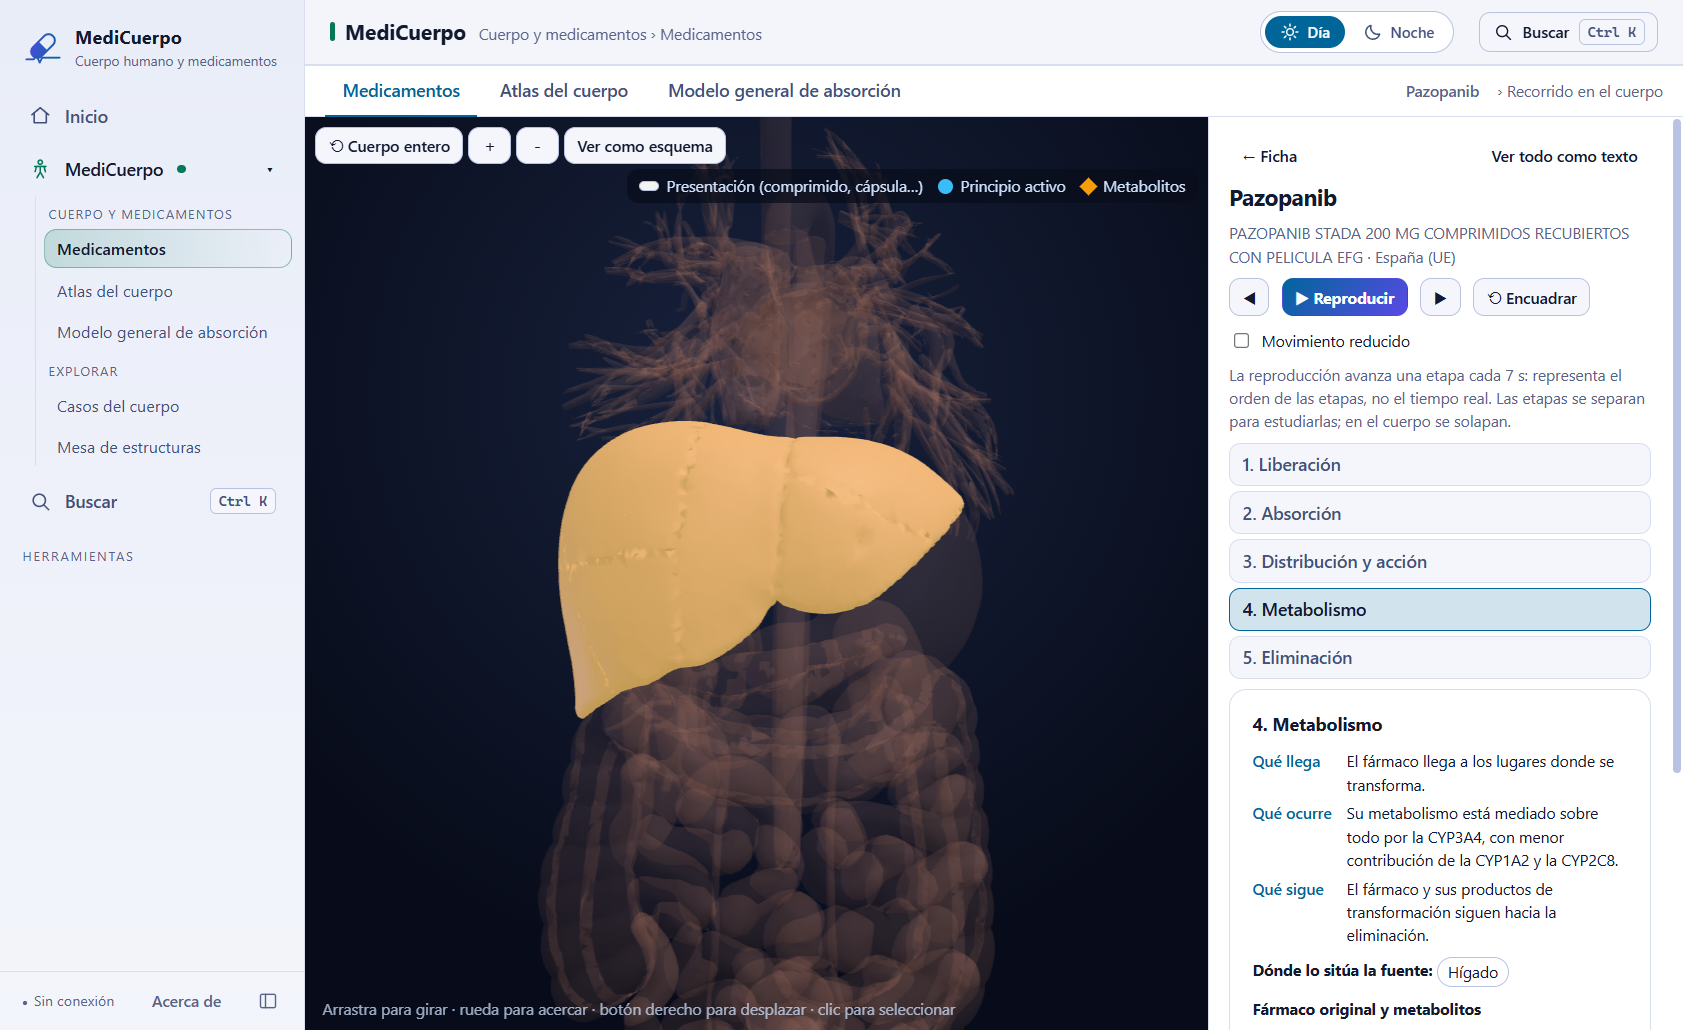 MediCuerpo
Cuerpo humano y medicamentos
Inicio
MediCuerpo
CUERPO Y MEDICAMENTOS
Medicamentos
Atlas del cuerpo
Modelo general de absorción
EXPLORAR
Casos del cuerpo
Mesa de estructuras
Buscar Ctrl K
HERRAMIENTAS
Sin conexión Acerca de
MediCuerpo Cuerpo y medicamentos › Medicamentos
Día Noche Buscar Ctrl K
Medicamentos Atlas del cuerpo Modelo general de absorción
Pazopanib › Recorrido en el cuerpo
Cuerpo entero + - Ver como esquema
Presentación (comprimido, cápsula...) Principio activo Metabolitos
Arrastra para girar · rueda para acercar · botón derecho para desplazar · clic para seleccionar
← Ficha Ver todo como texto
Pazopanib
PAZOPANIB STADA 200 MG COMPRIMIDOS RECUBIERTOS
CON PELICULA EFG · España (UE)
◀ ▶ Reproducir ▶ Encuadrar
Movimiento reducido
La reproducción avanza una etapa cada 7 s: representa el
orden de las etapas, no el tiempo real. Las etapas se separan
para estudiarlas; en el cuerpo se solapan.
1. Liberación
2. Absorción
3. Distribución y acción
4. Metabolismo
5. Eliminación
4. Metabolismo
Qué llega El fármaco llega a los lugares donde se
transforma.
Qué ocurre Su metabolismo está mediado sobre
todo por la CYP3A4, con menor
contribución de la CYP1A2 y la CYP2C8.
Qué sigue El fármaco y sus productos de
transformación siguen hacia la
eliminación.
Dónde lo sitúa la fuente: Hígado
Fármaco original y metabolitos